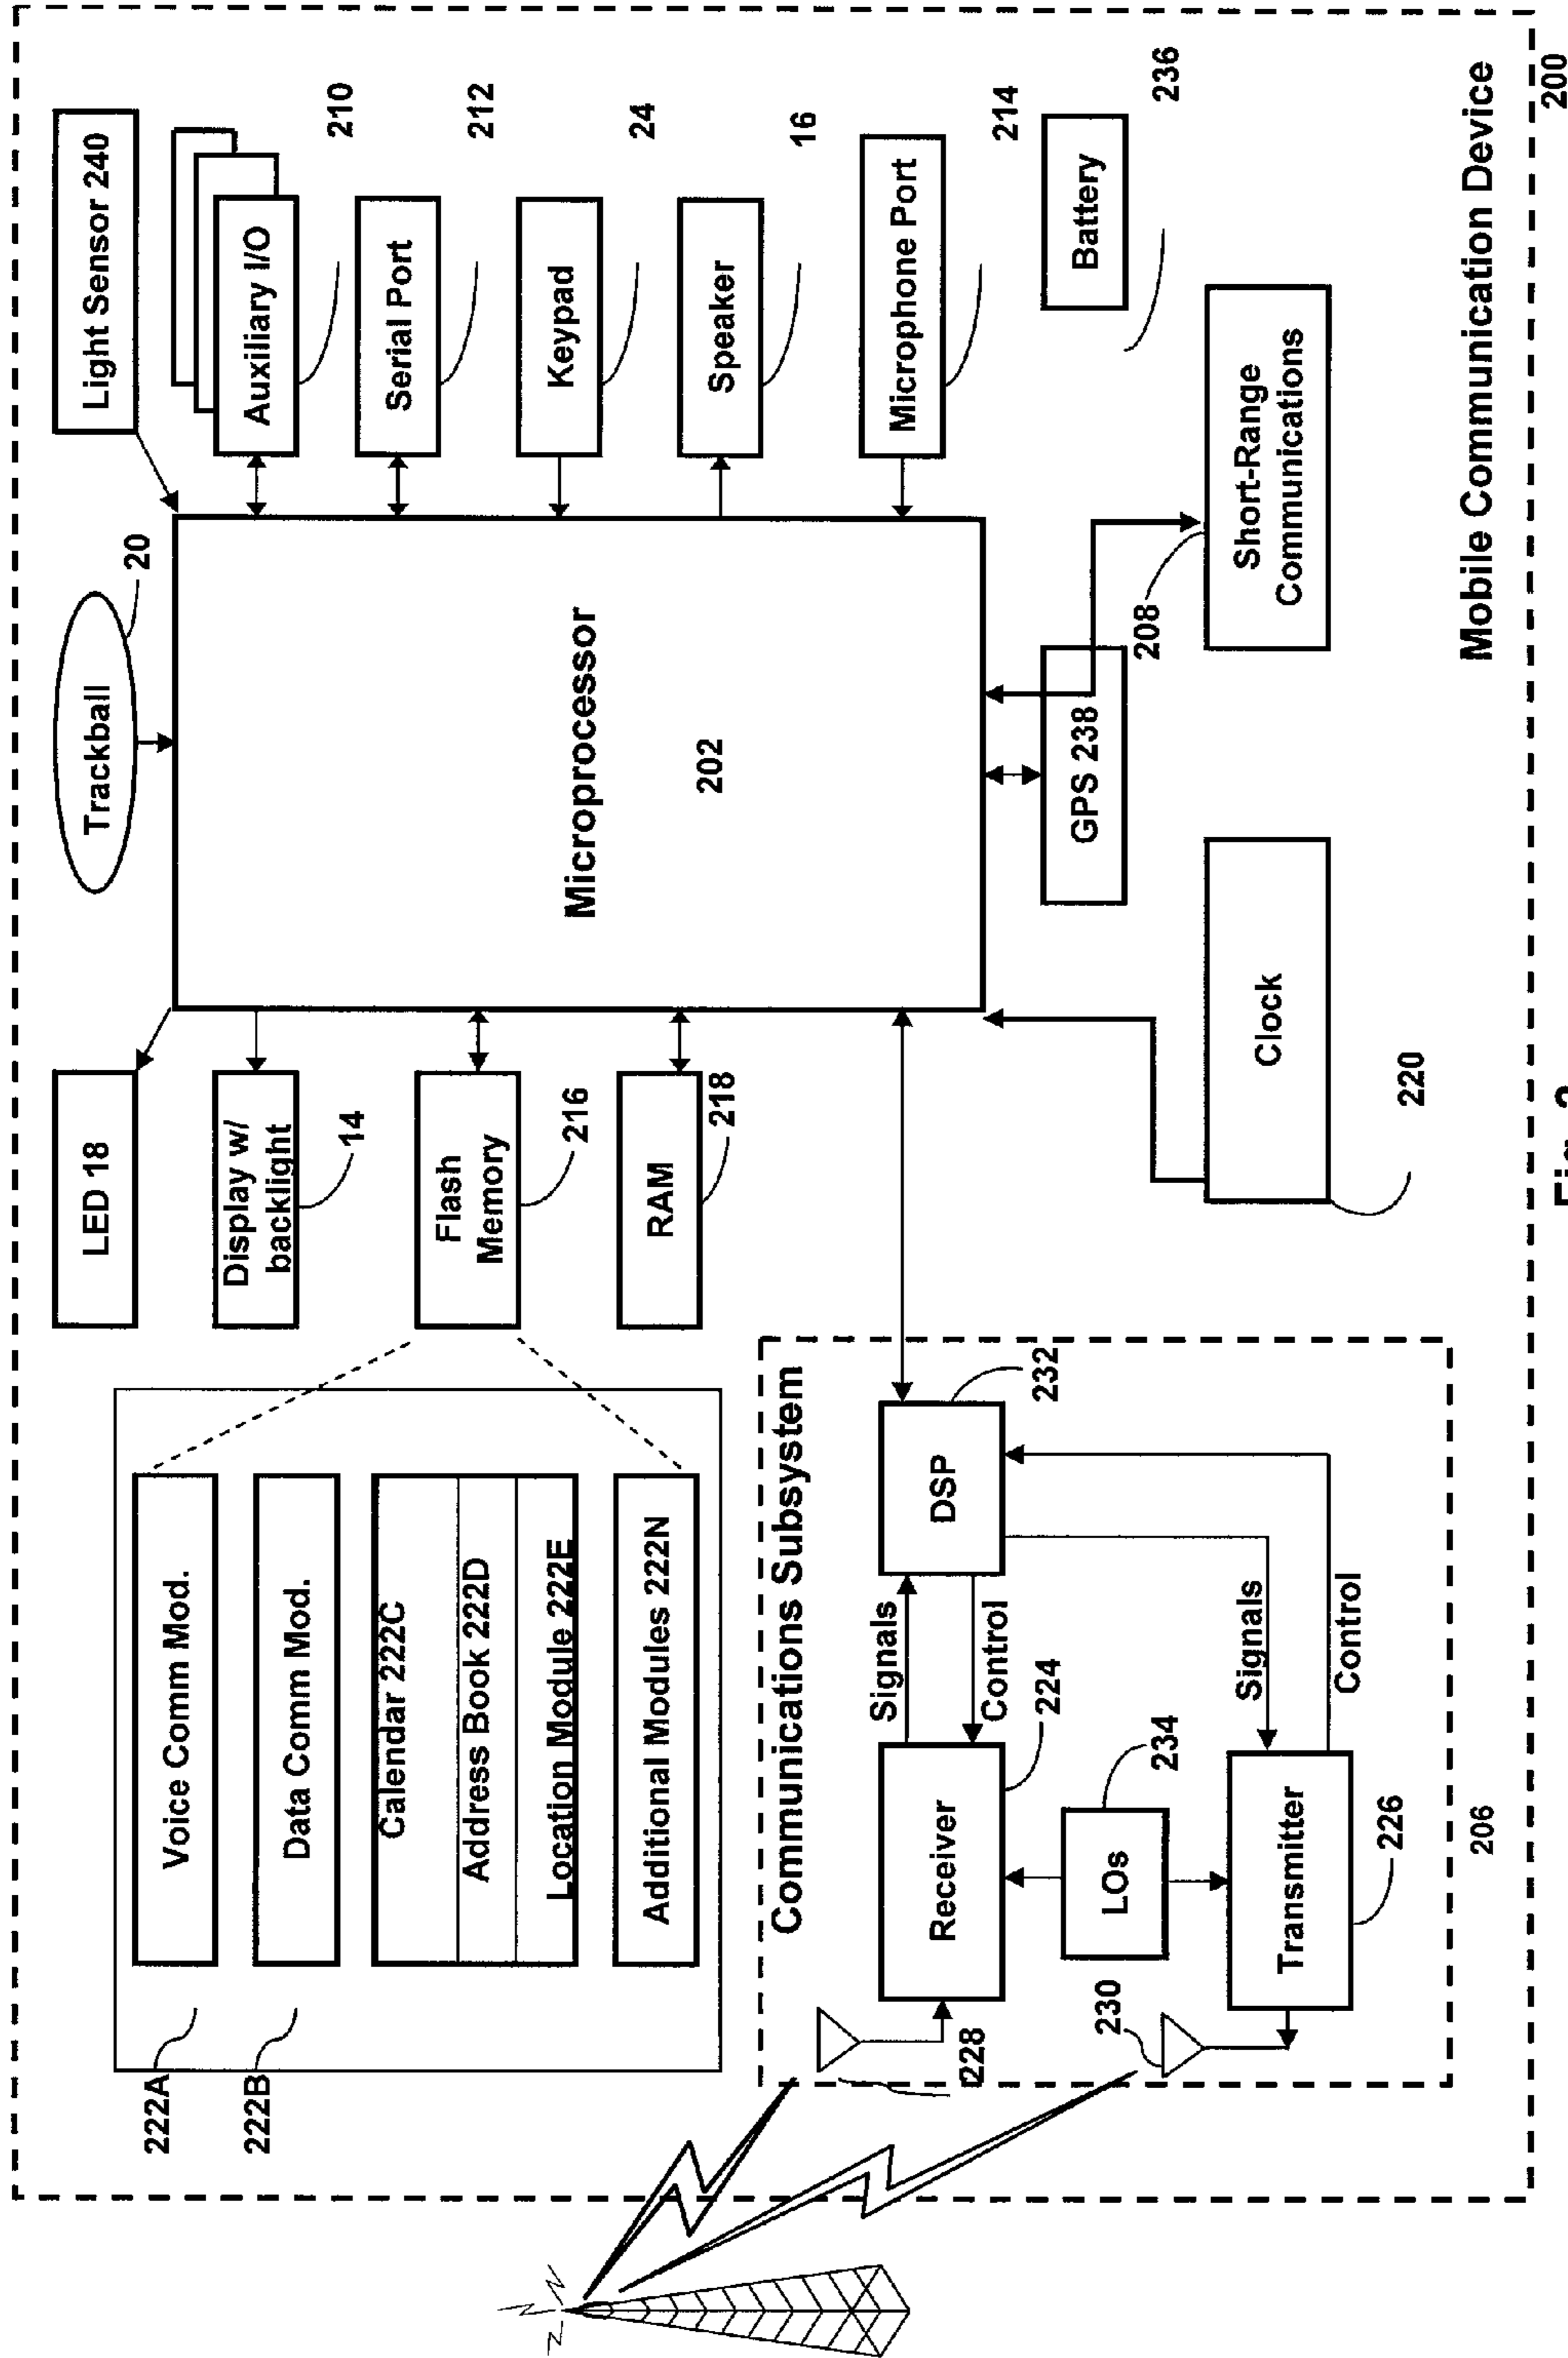 Trackball
20
LED 18
Light Sensor 240
Display w/
backlight
14
Auxiliary I/O
210
Voice Comm Mod.
222A
Data Comm Mod.
222B
Calendar 222C
Address Book 222D
Location Module 222E
Additional Modules 222N
Flash
Memory
216
RAM
218
Microprocessor
202
Serial Port
212
Keypad
24
Speaker
16
Microphone Port
214
Communications Subsystem
Receiver
224
Signals
Control
DSP
232
228
LOs
234
230
Transmitter
226
Signals
Control
206
GPS 238
Battery
236
208
Clock
220
Short-Range
Communications
Mobile Communication Device
200